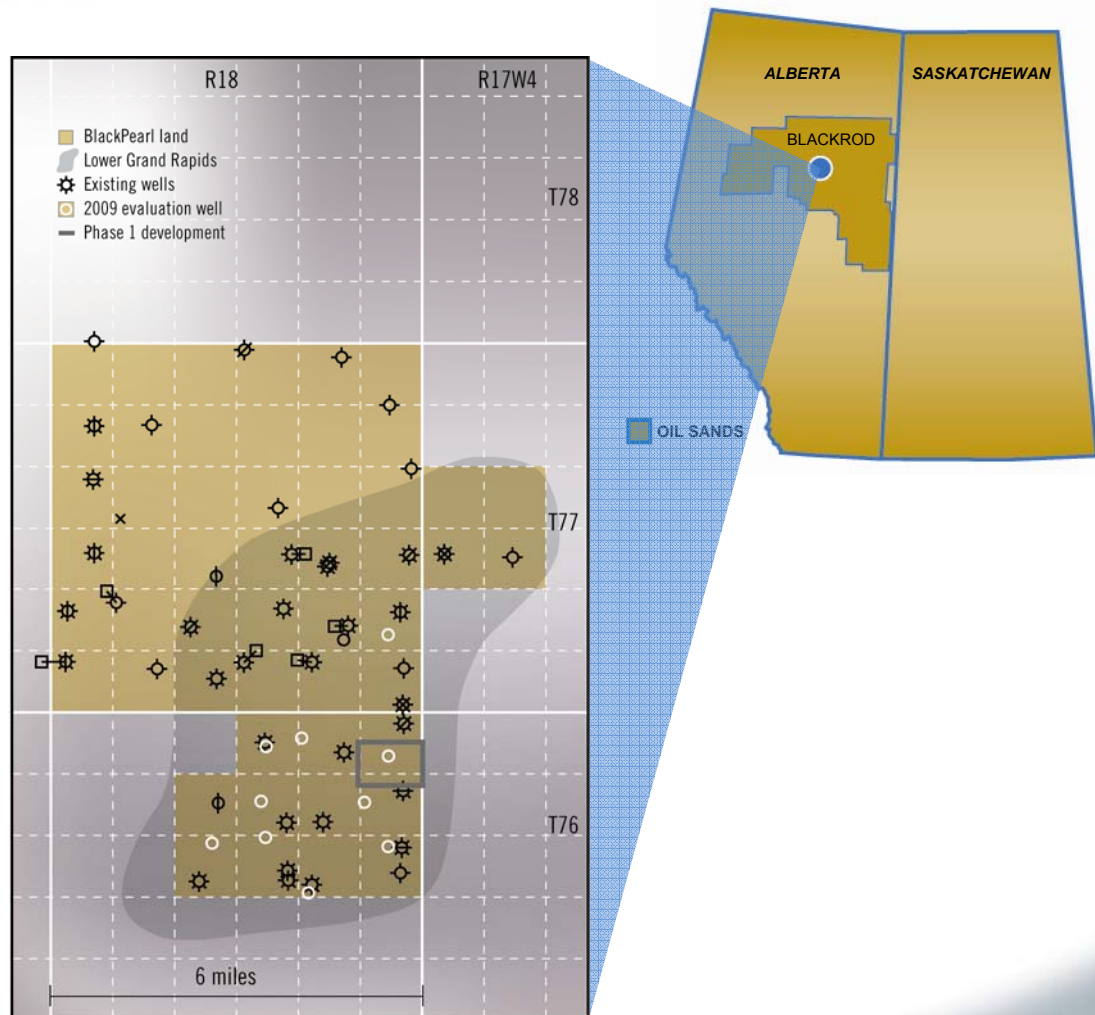 R18
R17W4
BlackPearl land
Lower Grand Rapids
Existing wells
2009 evaluation well
Phase 1 development
T78
T77
T76
6 miles
ALBERTA
SASKATCHEWAN
BLACKROD
OIL SANDS